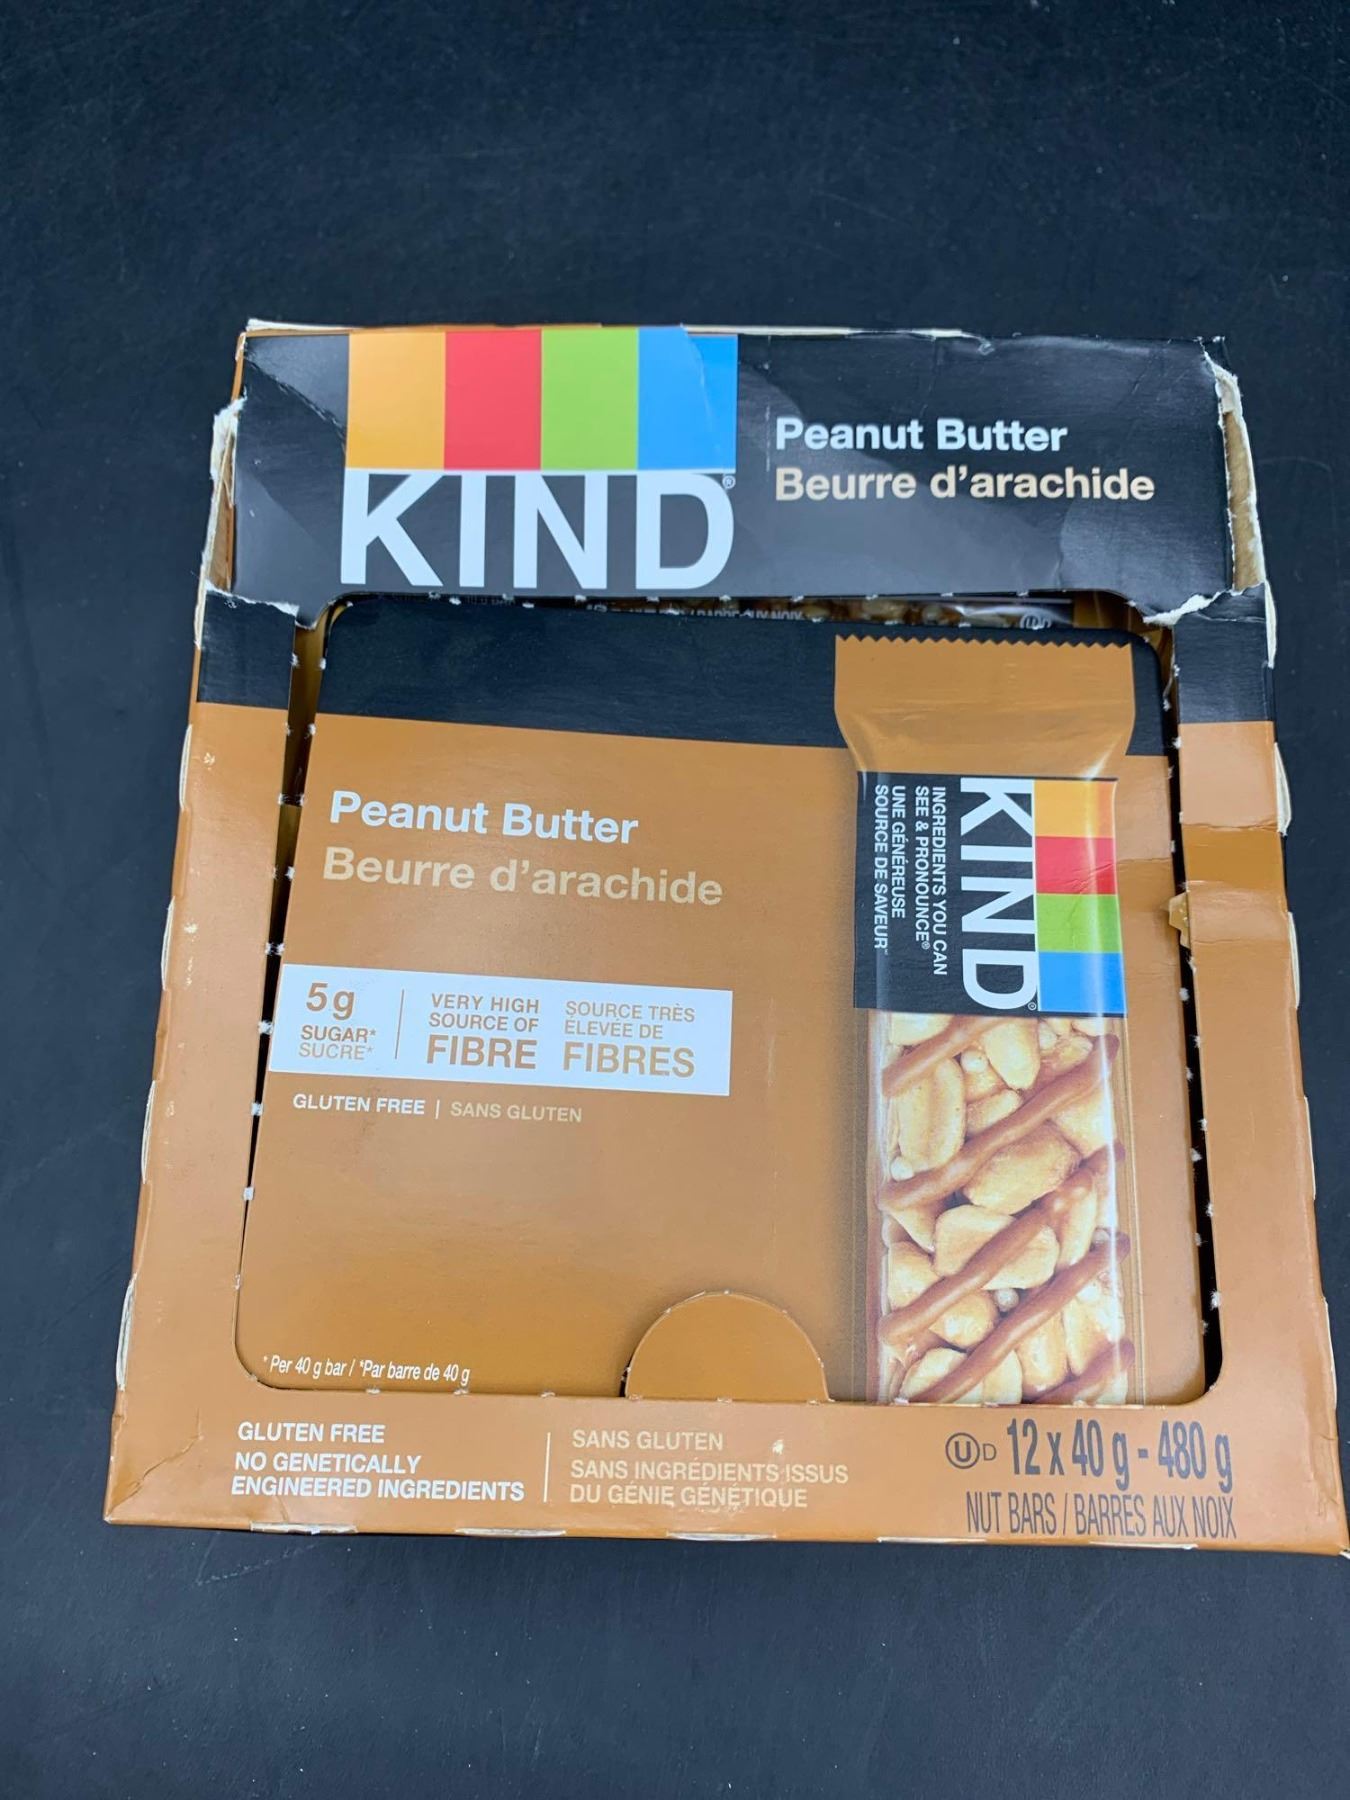 KIND®
Peanut Butter
Beurre d'arachide
Peanut Butter
Beurre d'arachide
5g
SUGAR*
SUCRE*
VERY HIGH
SOURCE OF
FIBRE
SOURCE TRÈS
ÉLEVÉE DE
FIBRES
GLUTEN FREE | SANS GLUTEN
KIND®
INGREDIENTS YOU CAN
SEE & PRONOUNCE®
UNE GÉNÉREUSE
SOURCE DE SAVEUR
* Per 40 g bar / *Par barre de 40 g
GLUTEN FREE
NO GENETICALLY
ENGINEERED INGREDIENTS
SANS GLUTEN
SANS INGRÉDIENTS ISSUS
DU GÉNIE GÉNÉTIQUE
Ⓤ D 12 x 40 g - 480 g
NUT BARS / BARRES AUX NOIX